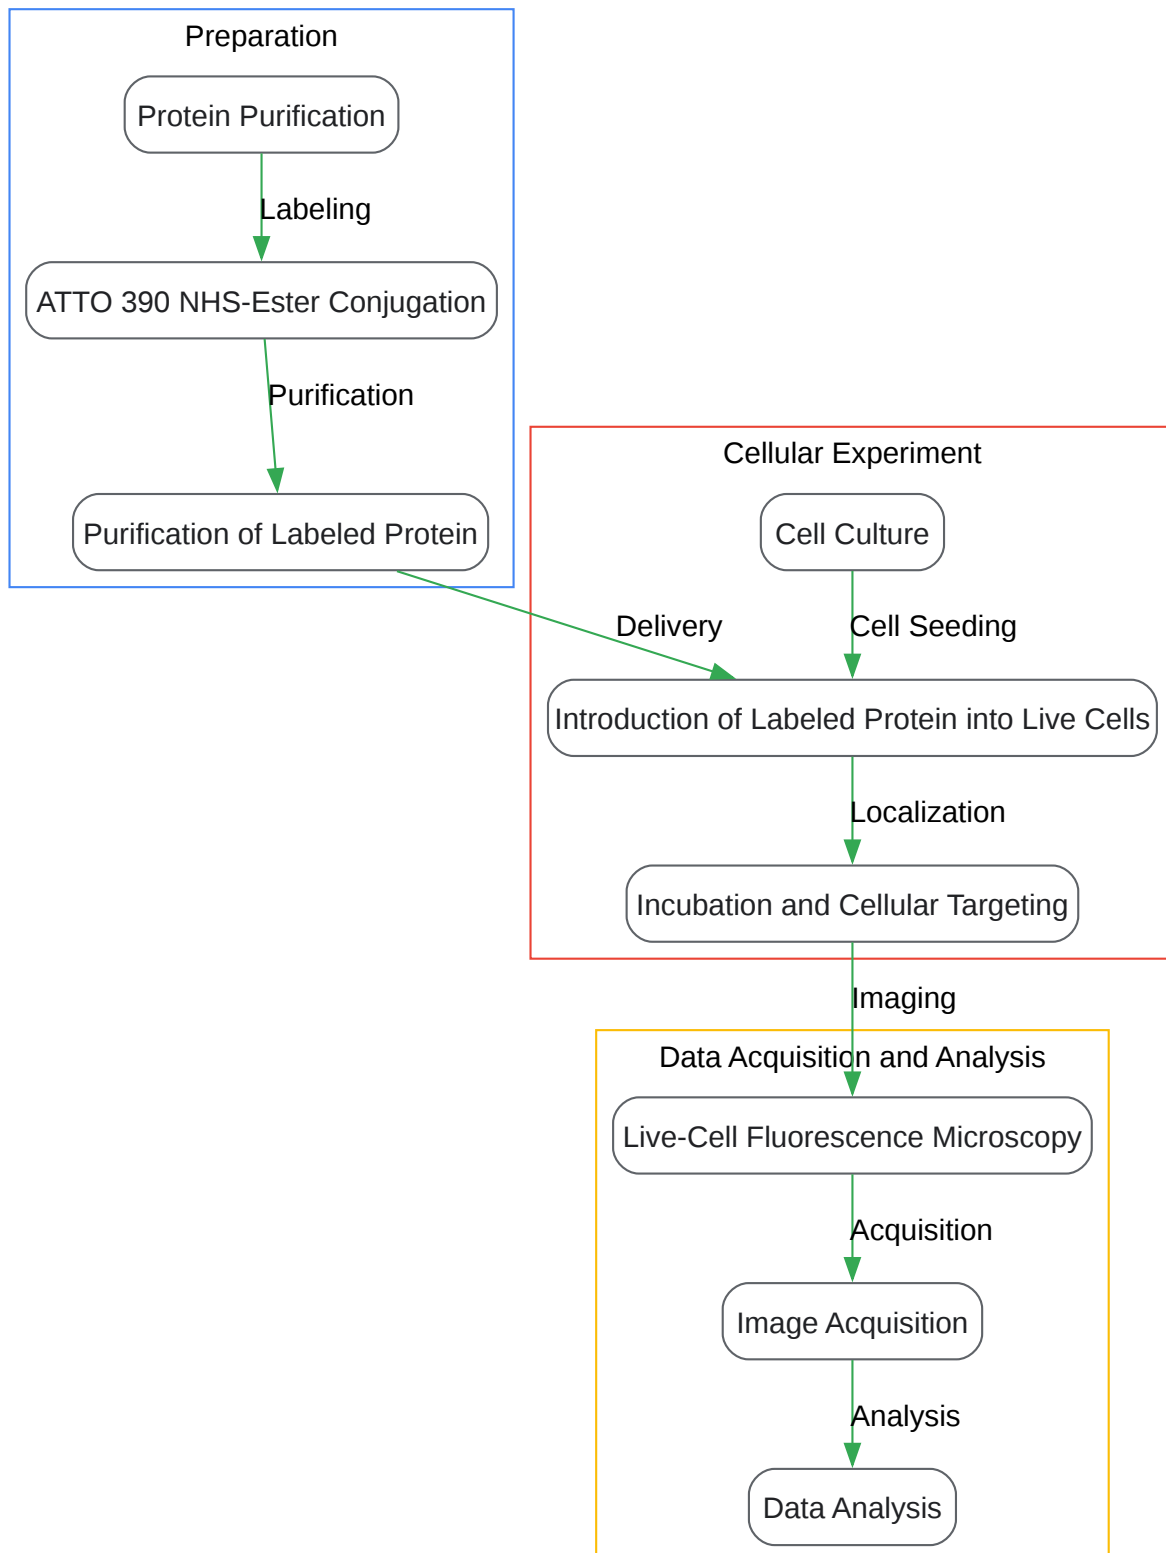 Preparation
Protein Purification
Labeling
ATTO 390 NHS-Ester Conjugation
Purification
Purification of Labeled Protein
Cellular Experiment
Cell Culture
Delivery
Cell Seeding
Introduction of Labeled Protein into Live Cells
Localization
Incubation and Cellular Targeting
Imaging
Data Acquisition and Analysis
Live-Cell Fluorescence Microscopy
Acquisition
Image Acquisition
Analysis
Data Analysis